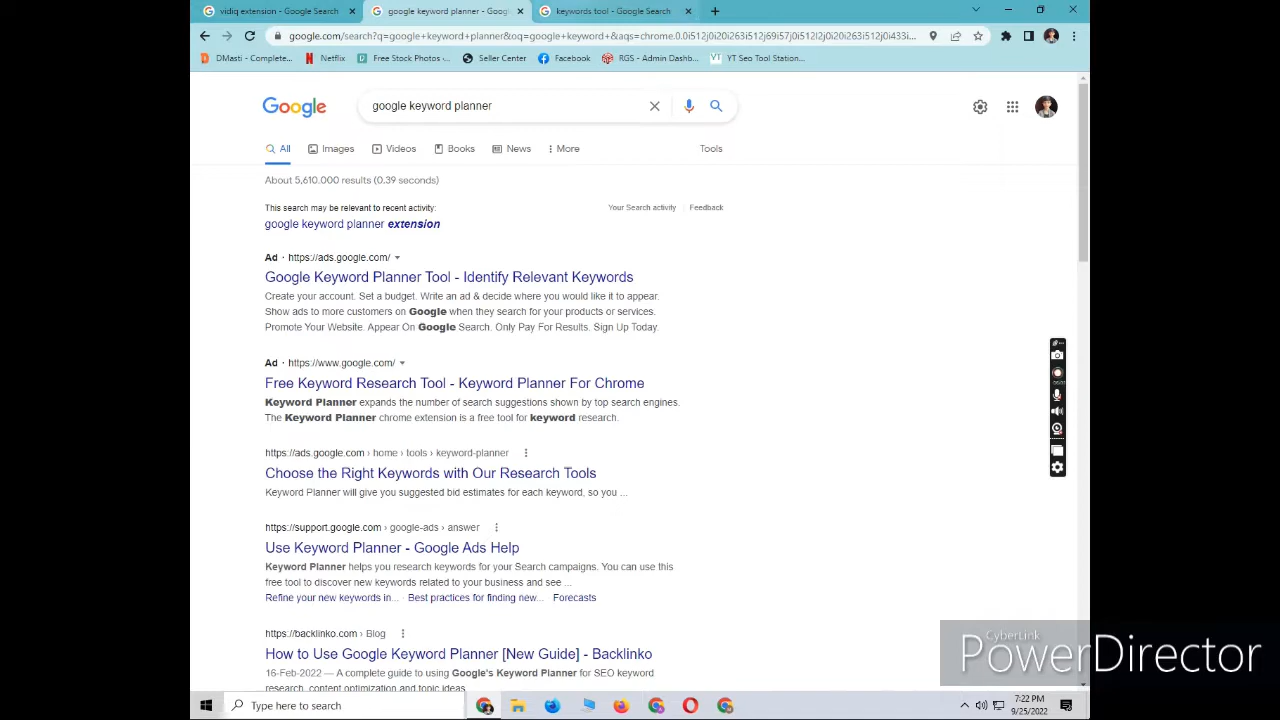 vidiq extension - Google Search
google keyword planner - Goog
keywords tool - Google Search
google.com/search?q=google+keyword+planner&oq=google+keyword+&aqs=chrome.0.0i512j0i20i263i512j69i57j0i512l2j0i20i263i512j0i433i...
DMasti - Complete...
Netflix
Free Stock Photos -...
Seller Center
Facebook
RGS - Admin Dashb...
YT Seo Tool Station...
Google
google keyword planner
All Images Videos Books News More Tools
About 5,610,000 results (0.39 seconds)
This search may be relevant to recent activity: Your Search activity Feedback
google keyword planner extension
Ad · https://ads.google.com/
Google Keyword Planner Tool - Identify Relevant Keywords
Create your account. Set a budget. Write an ad & decide where you would like it to appear.
Show ads to more customers on Google when they search for your products or services.
Promote Your Website. Appear On Google Search. Only Pay For Results. Sign Up Today.
Ad · https://www.google.com/
Free Keyword Research Tool - Keyword Planner For Chrome
Keyword Planner expands the number of search suggestions shown by top search engines.
The Keyword Planner chrome extension is a free tool for keyword research.
https://ads.google.com › home › tools › keyword-planner
Choose the Right Keywords with Our Research Tools
Keyword Planner will give you suggested bid estimates for each keyword, so you ...
https://support.google.com › google-ads › answer
Use Keyword Planner - Google Ads Help
Keyword Planner helps you research keywords for your Search campaigns. You can use this
free tool to discover new keywords related to your business and see ...
Refine your new keywords in... · Best practices for finding new... Forecasts
https://backlinko.com › Blog
How to Use Google Keyword Planner [New Guide] - Backlinko
16-Feb-2022 — A complete guide to using Google's Keyword Planner for SEO keyword
research, content optimization and topic ideas
CyberLink
PowerDirector
Type here to search
7:22 PM
9/25/2022